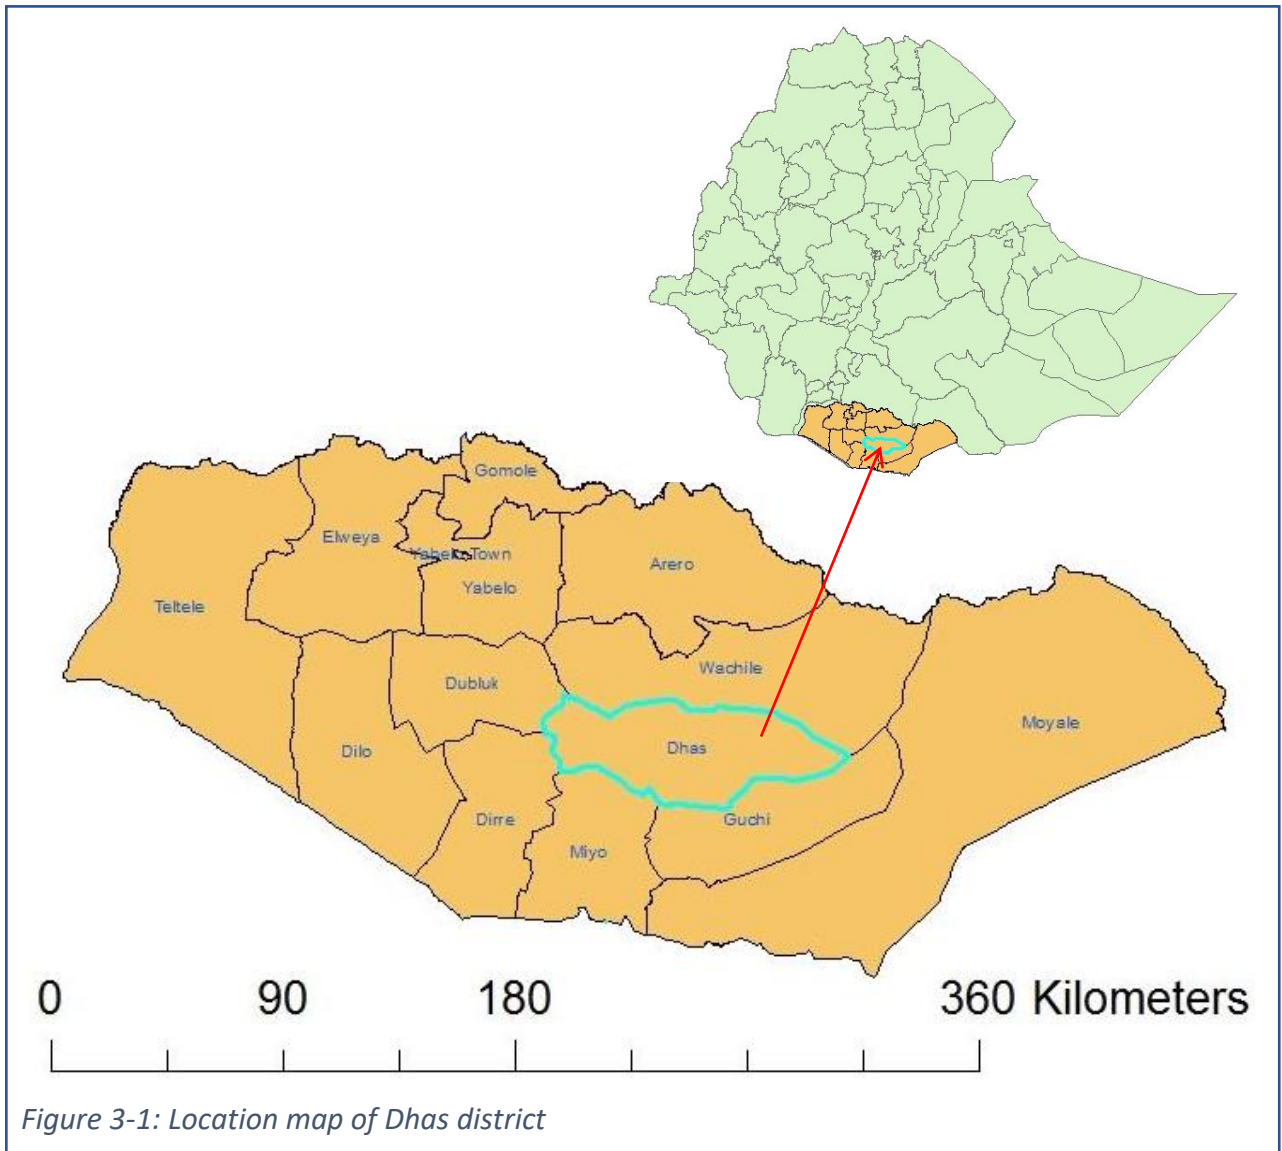 Gomole
Elweya
Yabelo Town
Arero
Yabelo
Teltele
Wachile
Dubluk
Moyale
Dhas
Dilo
Dirre
Guchi
Miyo
0 90 180 360 Kilometers
Figure 3-1: Location map of Dhas district